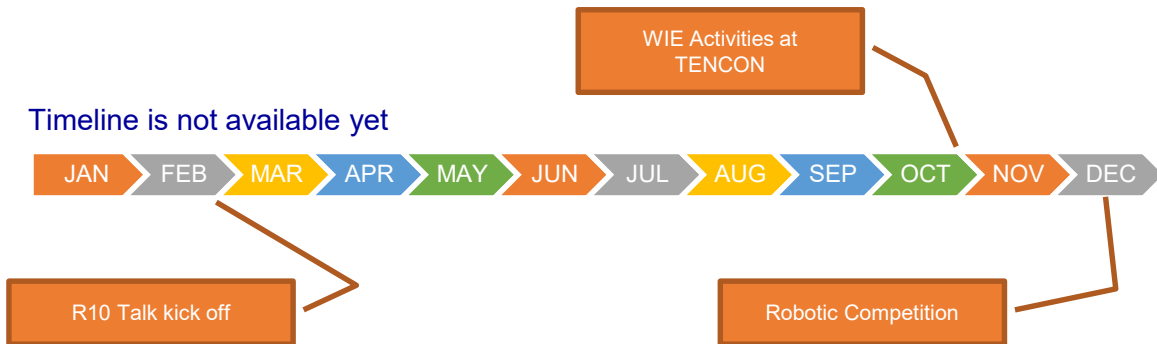 WIE Activities at
TENCON
Timeline is not available yet
JAN FEB MAR APR MAY JUN JUL AUG SEP OCT NOV DEC
R10 Talk kick off
Robotic Competition